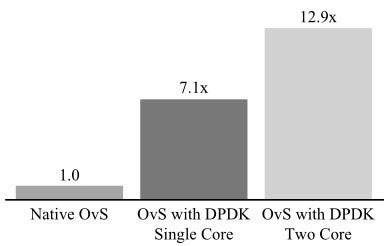 12.9x
7.1x
1.0
Native OvS
OvS with DPDK
Single Core
OvS with DPDK
Two Core